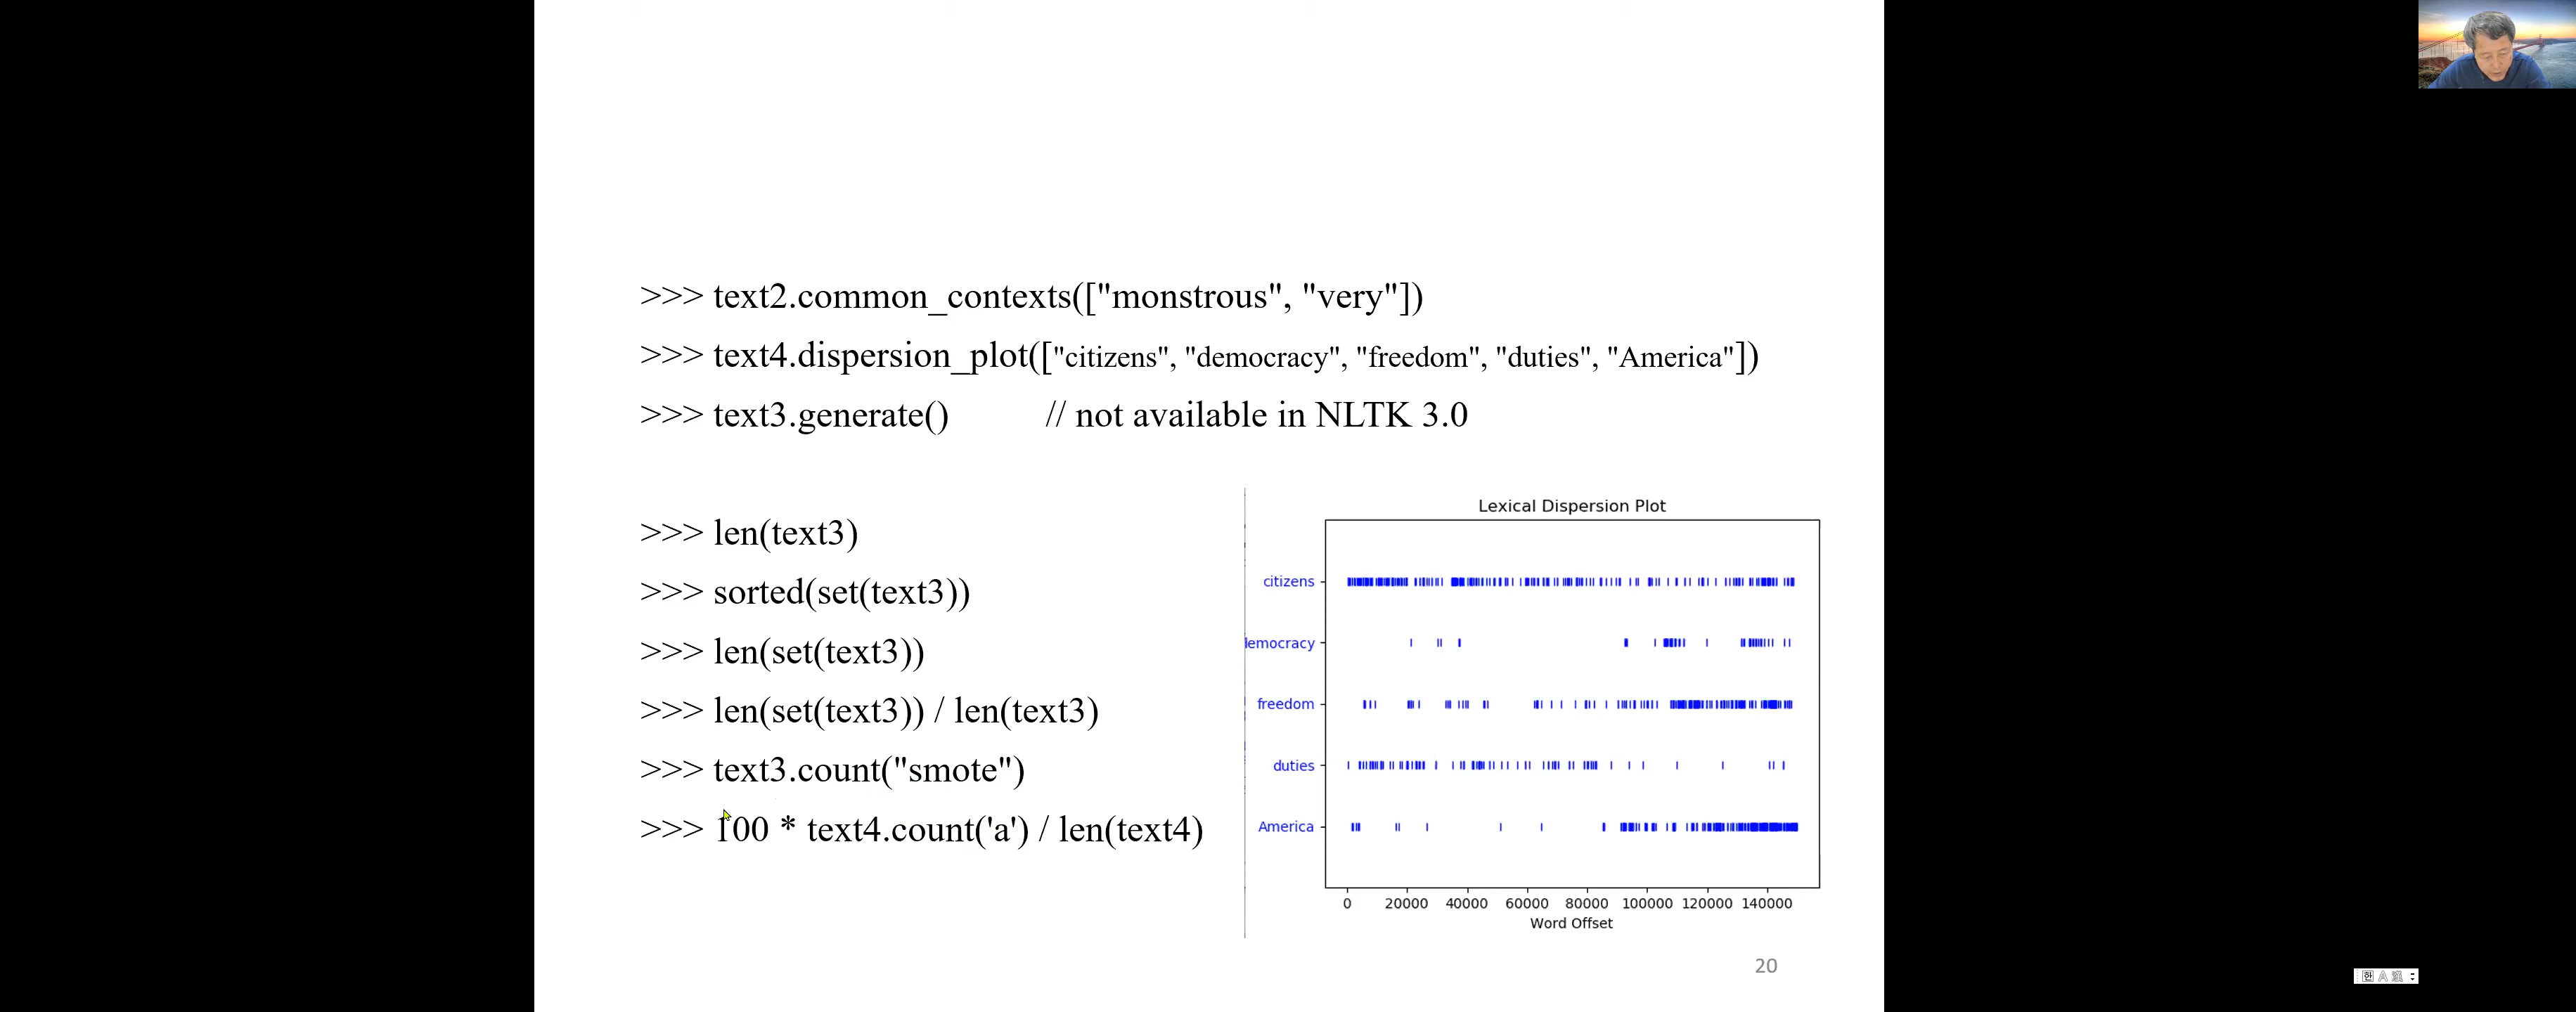 >>> text2.common_contexts(["monstrous", "very"])
>>> text4.dispersion_plot(["citizens", "democracy", "freedom", "duties", "America"])
>>> text3.generate() // not available in NLTK 3.0
>>> len(text3)
>>> sorted(set(text3))
>>> len(set(text3))
>>> len(set(text3)) / len(text3)
>>> text3.count("smote")
>>> 100 * text4.count('a') / len(text4)
Lexical Dispersion Plot
citizens
democracy
freedom
duties
America
0 20000 40000 60000 80000 100000 120000 140000
Word Offset
20
한 A 漢